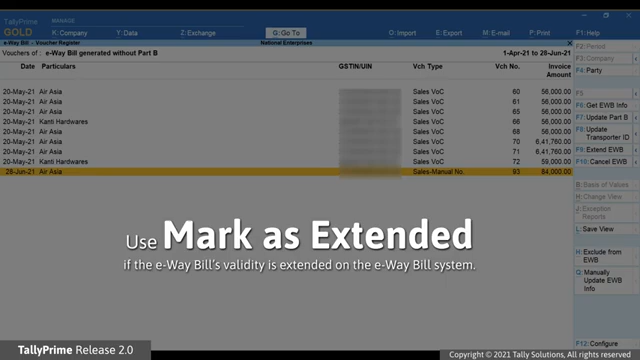 TallyPrime
GOLD
MANAGE
K: Company Y: Data Z: Exchange G: Go To O: Import E: Export M: E-mail P: Print F1: Help
e-Way Bill - Voucher Register National Enterprises
Vouchers of : e-Way Bill generated without Part B 1-Apr-21 to 28-Jun-21
Date Particulars GSTIN/UIN Vch Type Vch No. Invoice
Amount
20-May-21 Air Asia Sales VoC 60 56,000.00
20-May-21 Air Asia Sales VoC 61 56,000.00
20-May-21 Air Asia Sales VoC 65 56,000.00
20-May-21 Kanti Hardwares Sales VoC 66 56,000.00
20-May-21 Air Asia Sales VoC 68 56,000.00
20-May-21 Air Asia Sales VoC 70 6,41,760.00
20-May-21 Air Asia Sales VoC 71 6,41,760.00
20-May-21 Kanti Hardwares Sales VoC 72 59,000.00
28-Jun-21 Air Asia Sales-Manual No. 93 84,000.00
F2: Period
F3: Company
F4: Party
F5
F6: Get EWB Info
F7: Update Part B
F8: Update
Transporter ID
F9: Extend EWB
F10: Cancel EWB
B: Basis of Values
H: Change View
J: Exception
Reports
L: Save View
H: Exclude from
EWB
Q: Manually
Update EWB
Info
F12: Configure
Use Mark as Extended
if the e-Way Bill's validity is extended on the e-Way Bill system.
TallyPrime Release 2.0
Copyright © 2021 Tally Solutions, All rights reserved